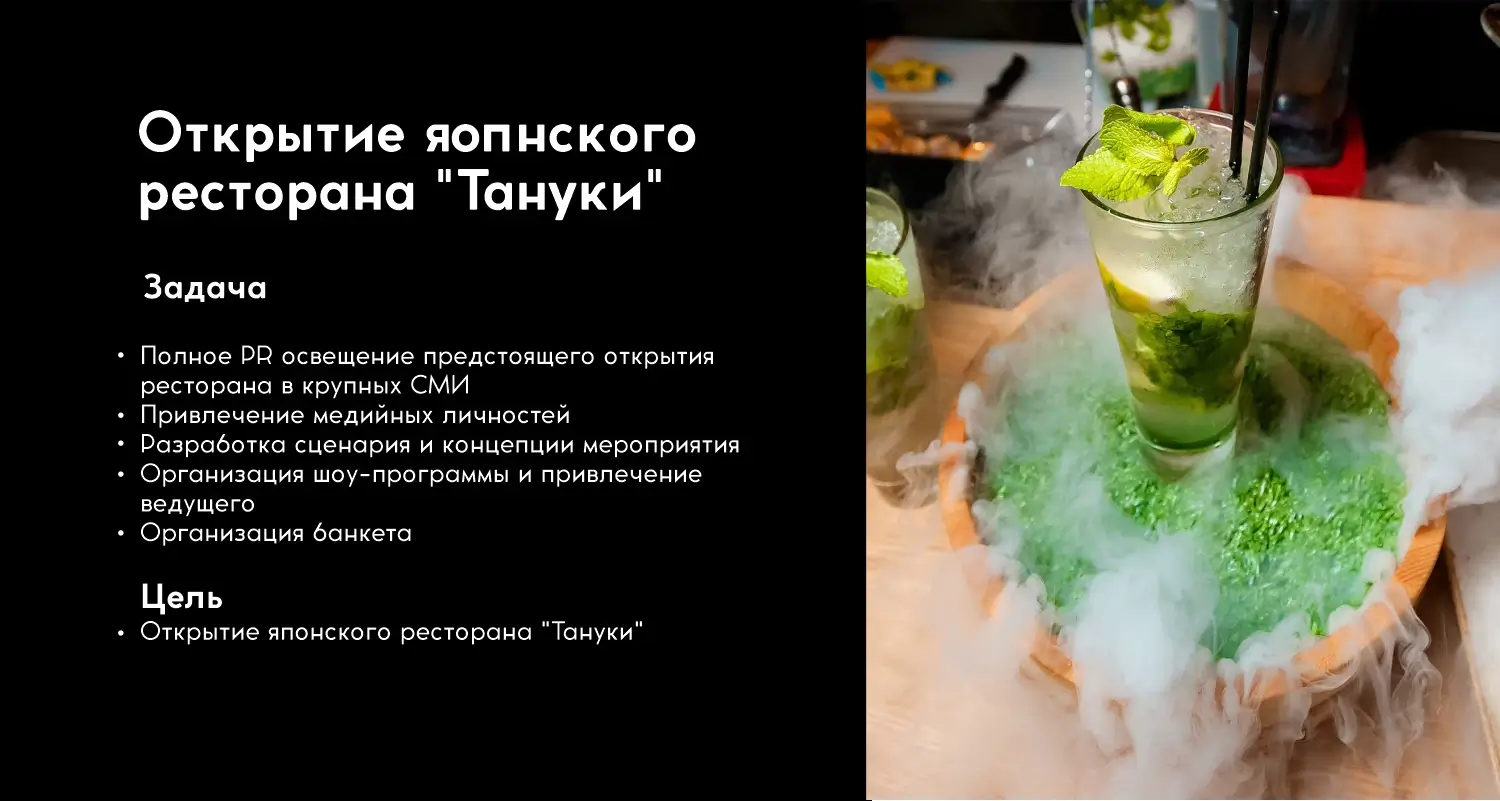 Открытие яопнского
ресторана "Тануки"
Задача
• Полное PR освещение предстоящего открытия
ресторана в крупных СМИ
• Привлечение медийных личностей
• Разработка сценария и концепции мероприятия
• Организация шоу-программы и привлечение
ведущего
• Организация банкета
Цель
• Открытие японского ресторана "Тануки"